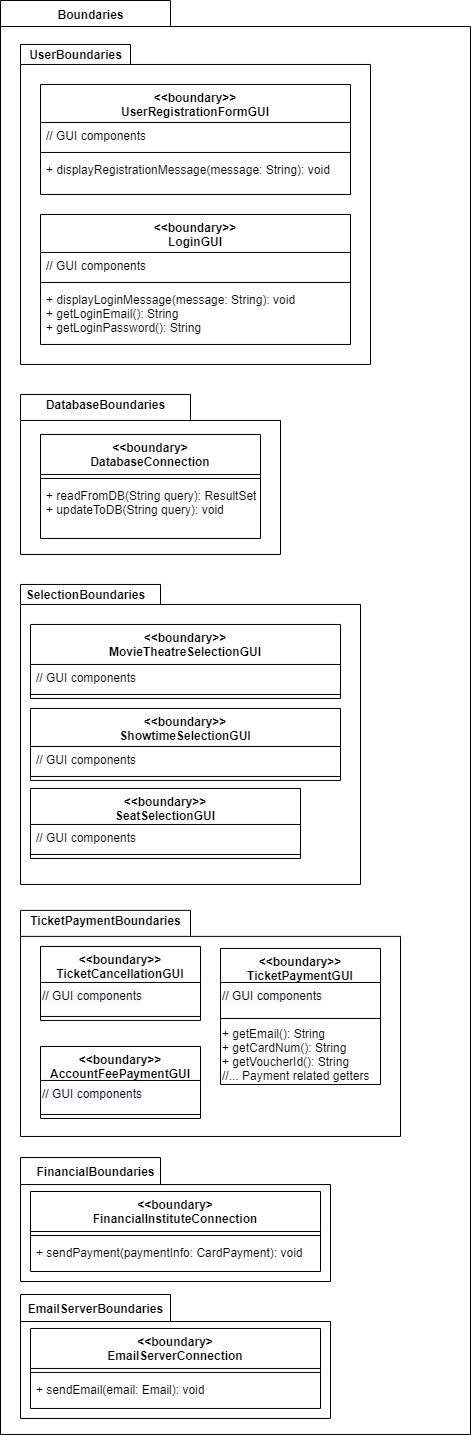 Boundaries
UserBoundaries
<<boundary>>
UserRegistrationFormGUI
// GUI components
+ displayRegistrationMessage(message: String): void
<<boundary>>
LoginGUI
// GUI components
+ displayLoginMessage(message: String): void
+ getLoginEmail(): String
+ getLoginPassword(): String
DatabaseBoundaries
<<boundary>
DatabaseConnection
+ readFromDB(String query): ResultSet
+ updateToDB(String query): void
SelectionBoundaries
<<boundary>>
MovieTheatreSelectionGUI
// GUI components
<<boundary>>
ShowtimeSelectionGUI
// GUI components
<<boundary>>
SeatSelectionGUI
// GUI components
TicketPaymentBoundaries
<<boundary>>
TicketCancellationGUI
// GUI components
<<boundary>>
AccountFeePaymentGUI
// GUI components
<<boundary>>
TicketPaymentGUI
// GUI components
+ getEmail(): String
+ getCardNum(): String
+ getVoucherId(): String
//... Payment related getters
FinancialBoundaries
<<boundary>
FinancialInstituteConnection
+ sendPayment(paymentInfo: CardPayment): void
EmailServerBoundaries
<<boundary>
EmailServerConnection
+ sendEmail(email: Email): void